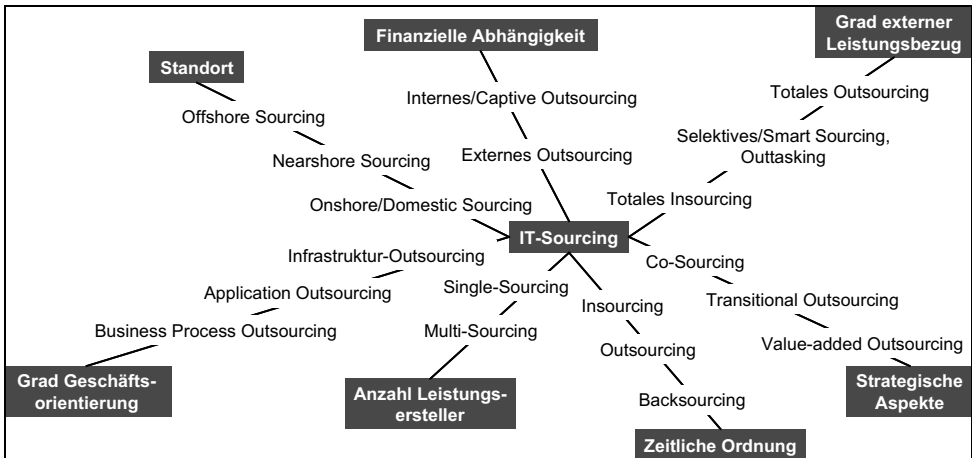 Finanzielle Abhängigkeit
Grad externer
Leistungsbezug
Standort
Totales Outsourcing
Internes/Captive Outsourcing
Offshore Sourcing
Selektives/Smart Sourcing,
Outtasking
Nearshore Sourcing
Externes Outsourcing
Totales Insourcing
Onshore/Domestic Sourcing
IT-Sourcing
Infrastruktur-Outsourcing
Co-Sourcing
Single-Sourcing
Application Outsourcing
Insourcing
Transitional Outsourcing
Business Process Outsourcing
Multi-Sourcing
Outsourcing
Value-added Outsourcing
Grad Geschäfts-
orientierung
Anzahl Leistungs-
ersteller
Strategische
Aspekte
Backsourcing
Zeitliche Ordnung